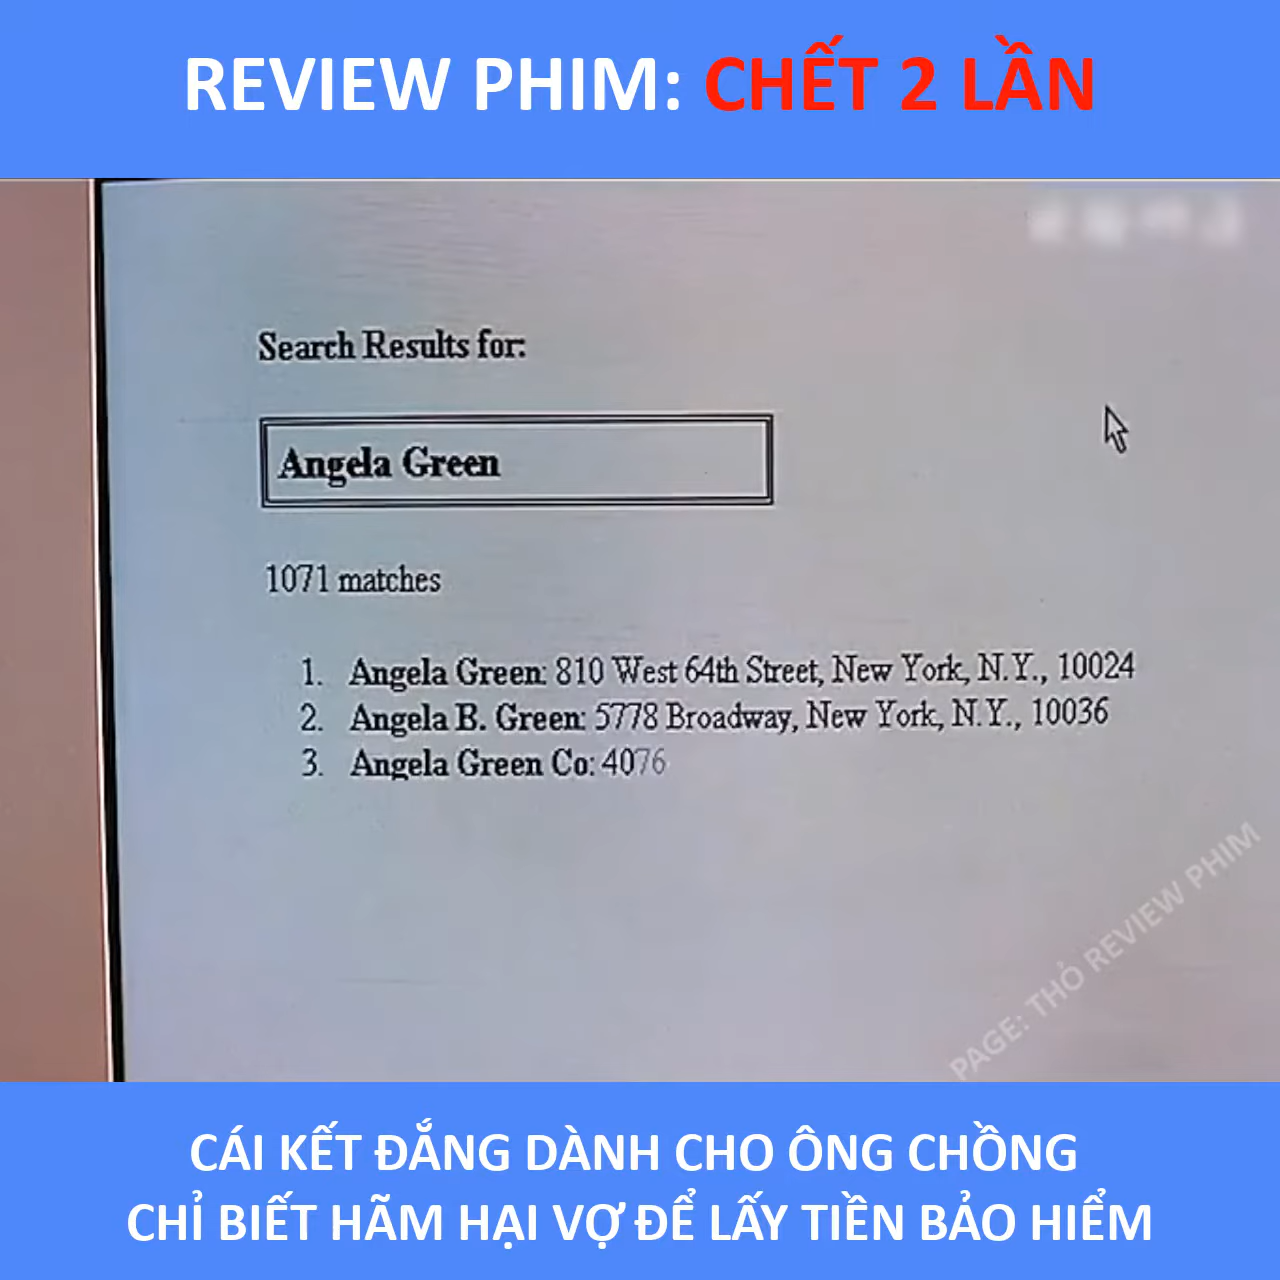 REVIEW PHIM: CHẾT 2 LẦN
Search Results for:
Angela Green
1071 matches
1. Angela Green: 810 West 64th Street, New York, N.Y., 10024
2. Angela B. Green: 5778 Broadway, New York, N.Y., 10036
3. Angela Green Co: 4076
PAGE: THỎ REVIEW PHIM
CÁI KẾT ĐẮNG DÀNH CHO ÔNG CHỒNG
CHỈ BIẾT HÃM HẠI VỢ ĐỂ LẤY TIỀN BẢO HIỂM